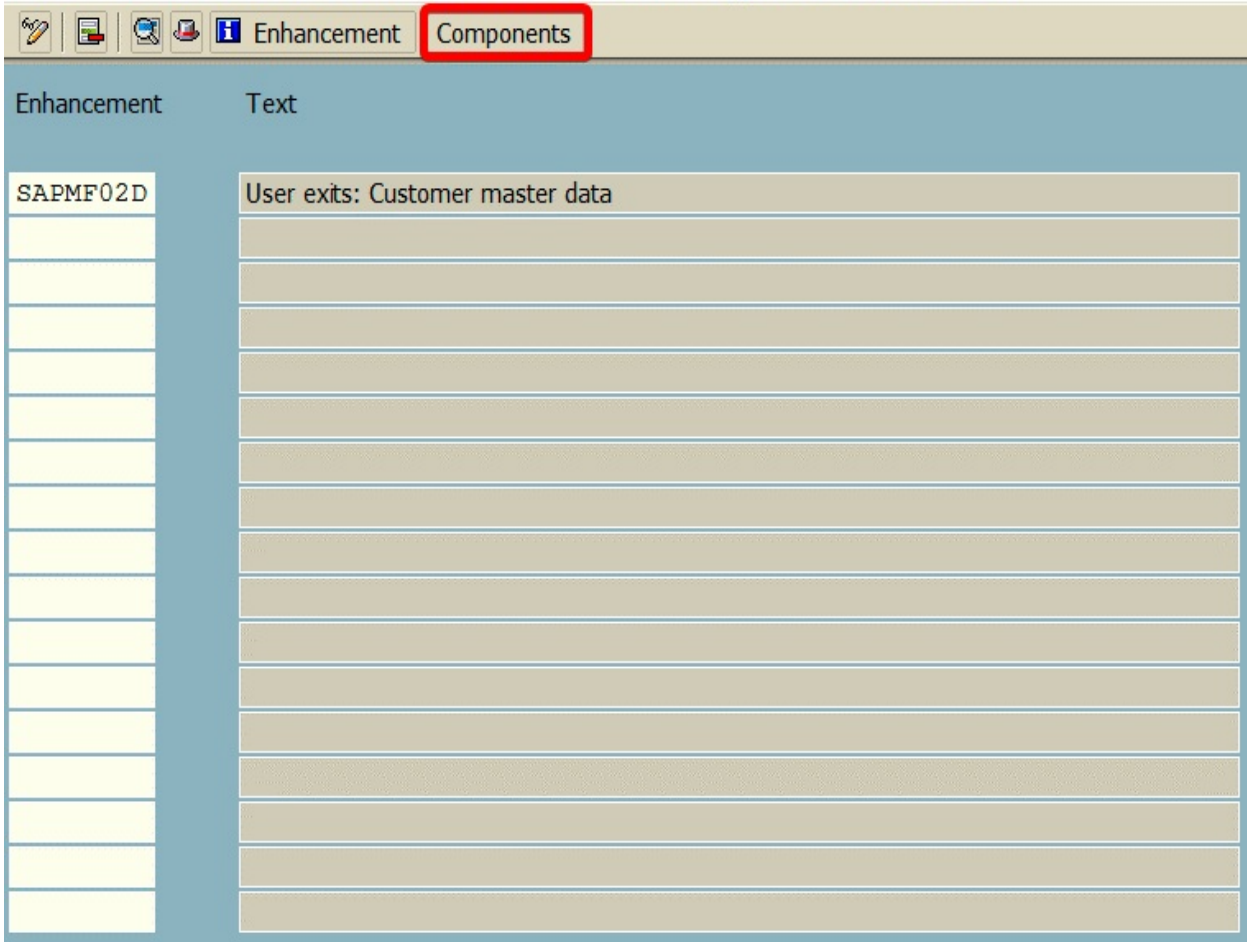 Enhancement Components
Enhancement Text
SAPMF02D User exits: Customer master data